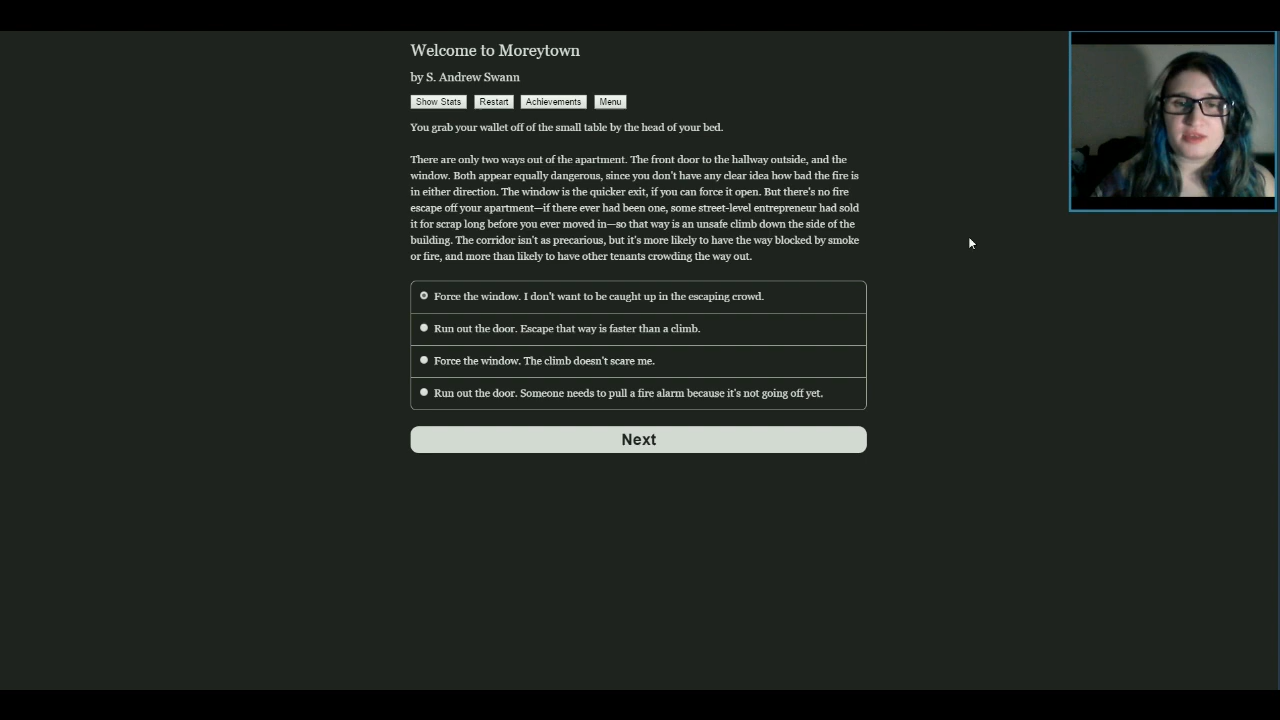 Welcome to Moreytown
by S. Andrew Swann
Show Stats Restart Achievements Menu
You grab your wallet off of the small table by the head of your bed.
There are only two ways out of the apartment. The front door to the hallway outside, and the
window. Both appear equally dangerous, since you don't have any clear idea how bad the fire is
in either direction. The window is the quicker exit, if you can force it open. But there's no fire
escape off your apartment—if there ever had been one, some street-level entrepreneur had sold
it for scrap long before you ever moved in—so that way is an unsafe climb down the side of the
building. The corridor isn't as precarious, but it's more likely to have the way blocked by smoke
or fire, and more than likely to have other tenants crowding the way out.
Force the window. I don't want to be caught up in the escaping crowd.
Run out the door. Escape that way is faster than a climb.
Force the window. The climb doesn't scare me.
Run out the door. Someone needs to pull a fire alarm because it's not going off yet.
Next